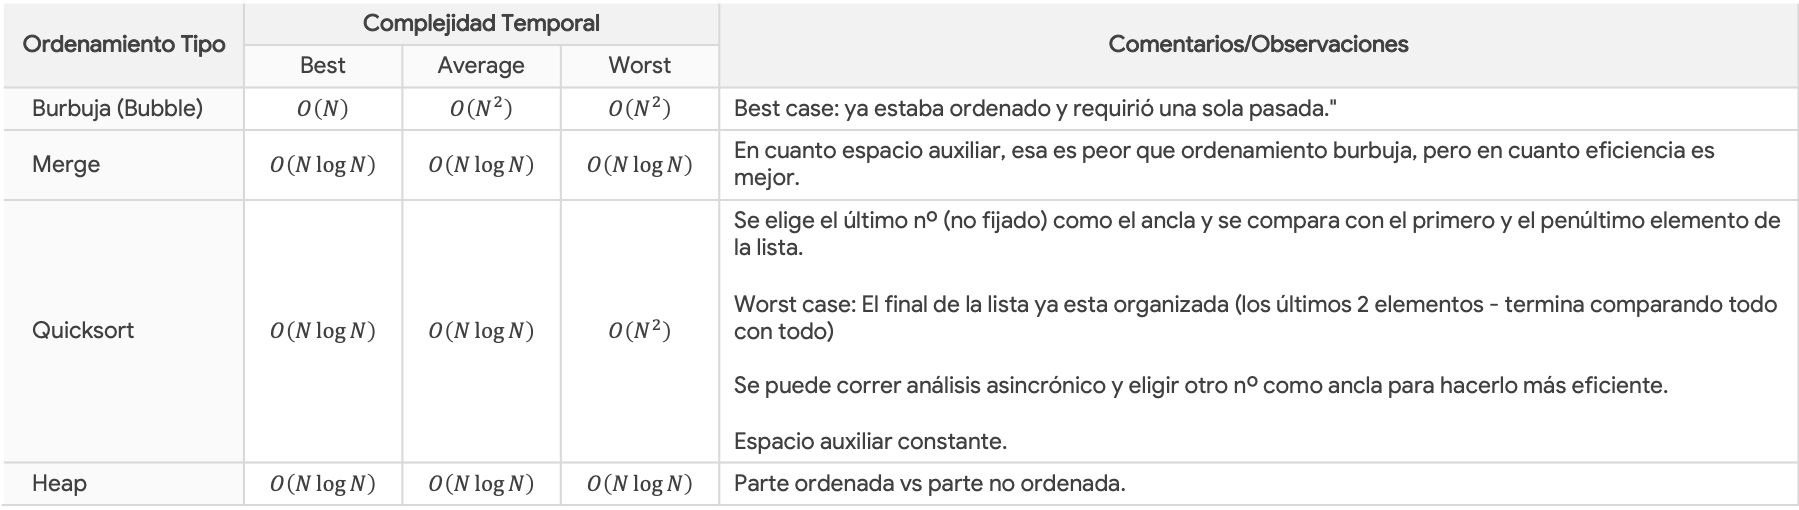 Ordenamiento Tipo Complejidad Temporal Comentarios/Observaciones
Best Average Worst
Burbuja (Bubble) O(N) O(N²) O(N²) Best case: ya estaba ordenado y requirió una sola pasada."
Merge O(N log N) O(N log N) O(N log N) En cuanto espacio auxiliar, esa es peor que ordenamiento burbuja, pero en cuanto eficiencia es
mejor.
Quicksort O(N log N) O(N log N) O(N²) Se elige el último nº (no fijado) como el ancla y se compara con el primero y el penúltimo elemento de
la lista.
Worst case: El final de la lista ya esta organizada (los últimos 2 elementos - termina comparando todo
con todo)
Se puede correr análisis asincrónico y eligir otro nº como ancla para hacerlo más eficiente.
Espacio auxiliar constante.
Heap O(N log N) O(N log N) O(N log N) Parte ordenada vs parte no ordenada.